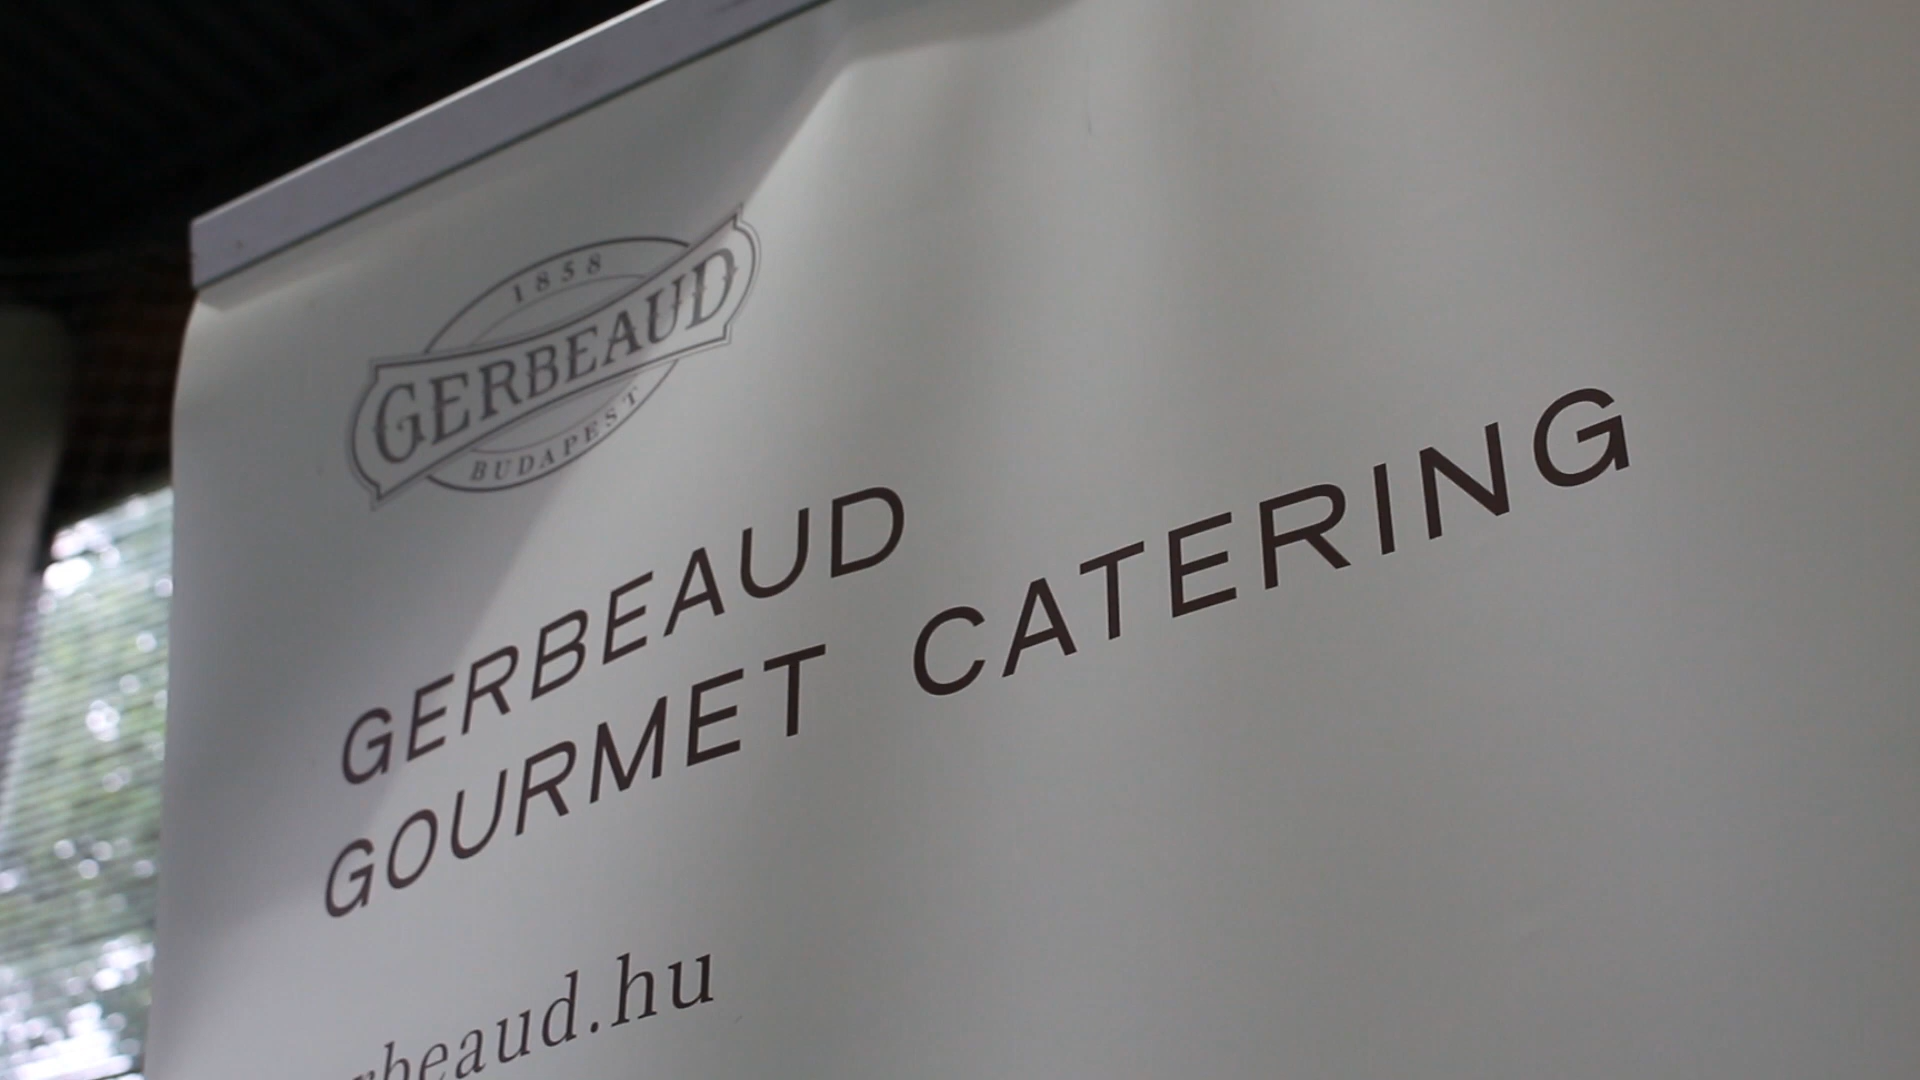 1858
GERBEAUD
BUDAPEST
GERBEAUD
GOURMET CATERING
rbeaud.hu